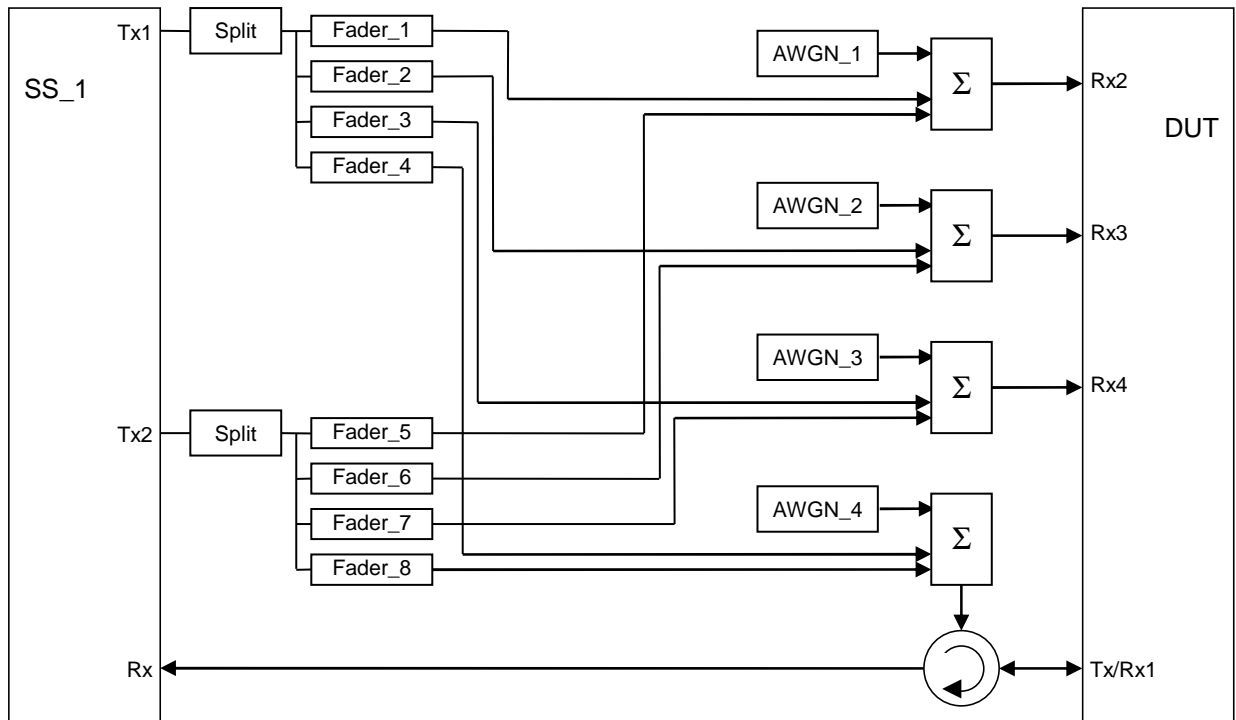 SS_1
Tx1
Split
Fader_1
Fader_2
Fader_3
Fader_4
AWGN_1
Σ
Rx2
DUT
AWGN_2
Σ
Rx3
AWGN_3
Σ
Rx4
Tx2
Split
Fader_5
Fader_6
Fader_7
Fader_8
AWGN_4
Σ
Rx
Tx/Rx1